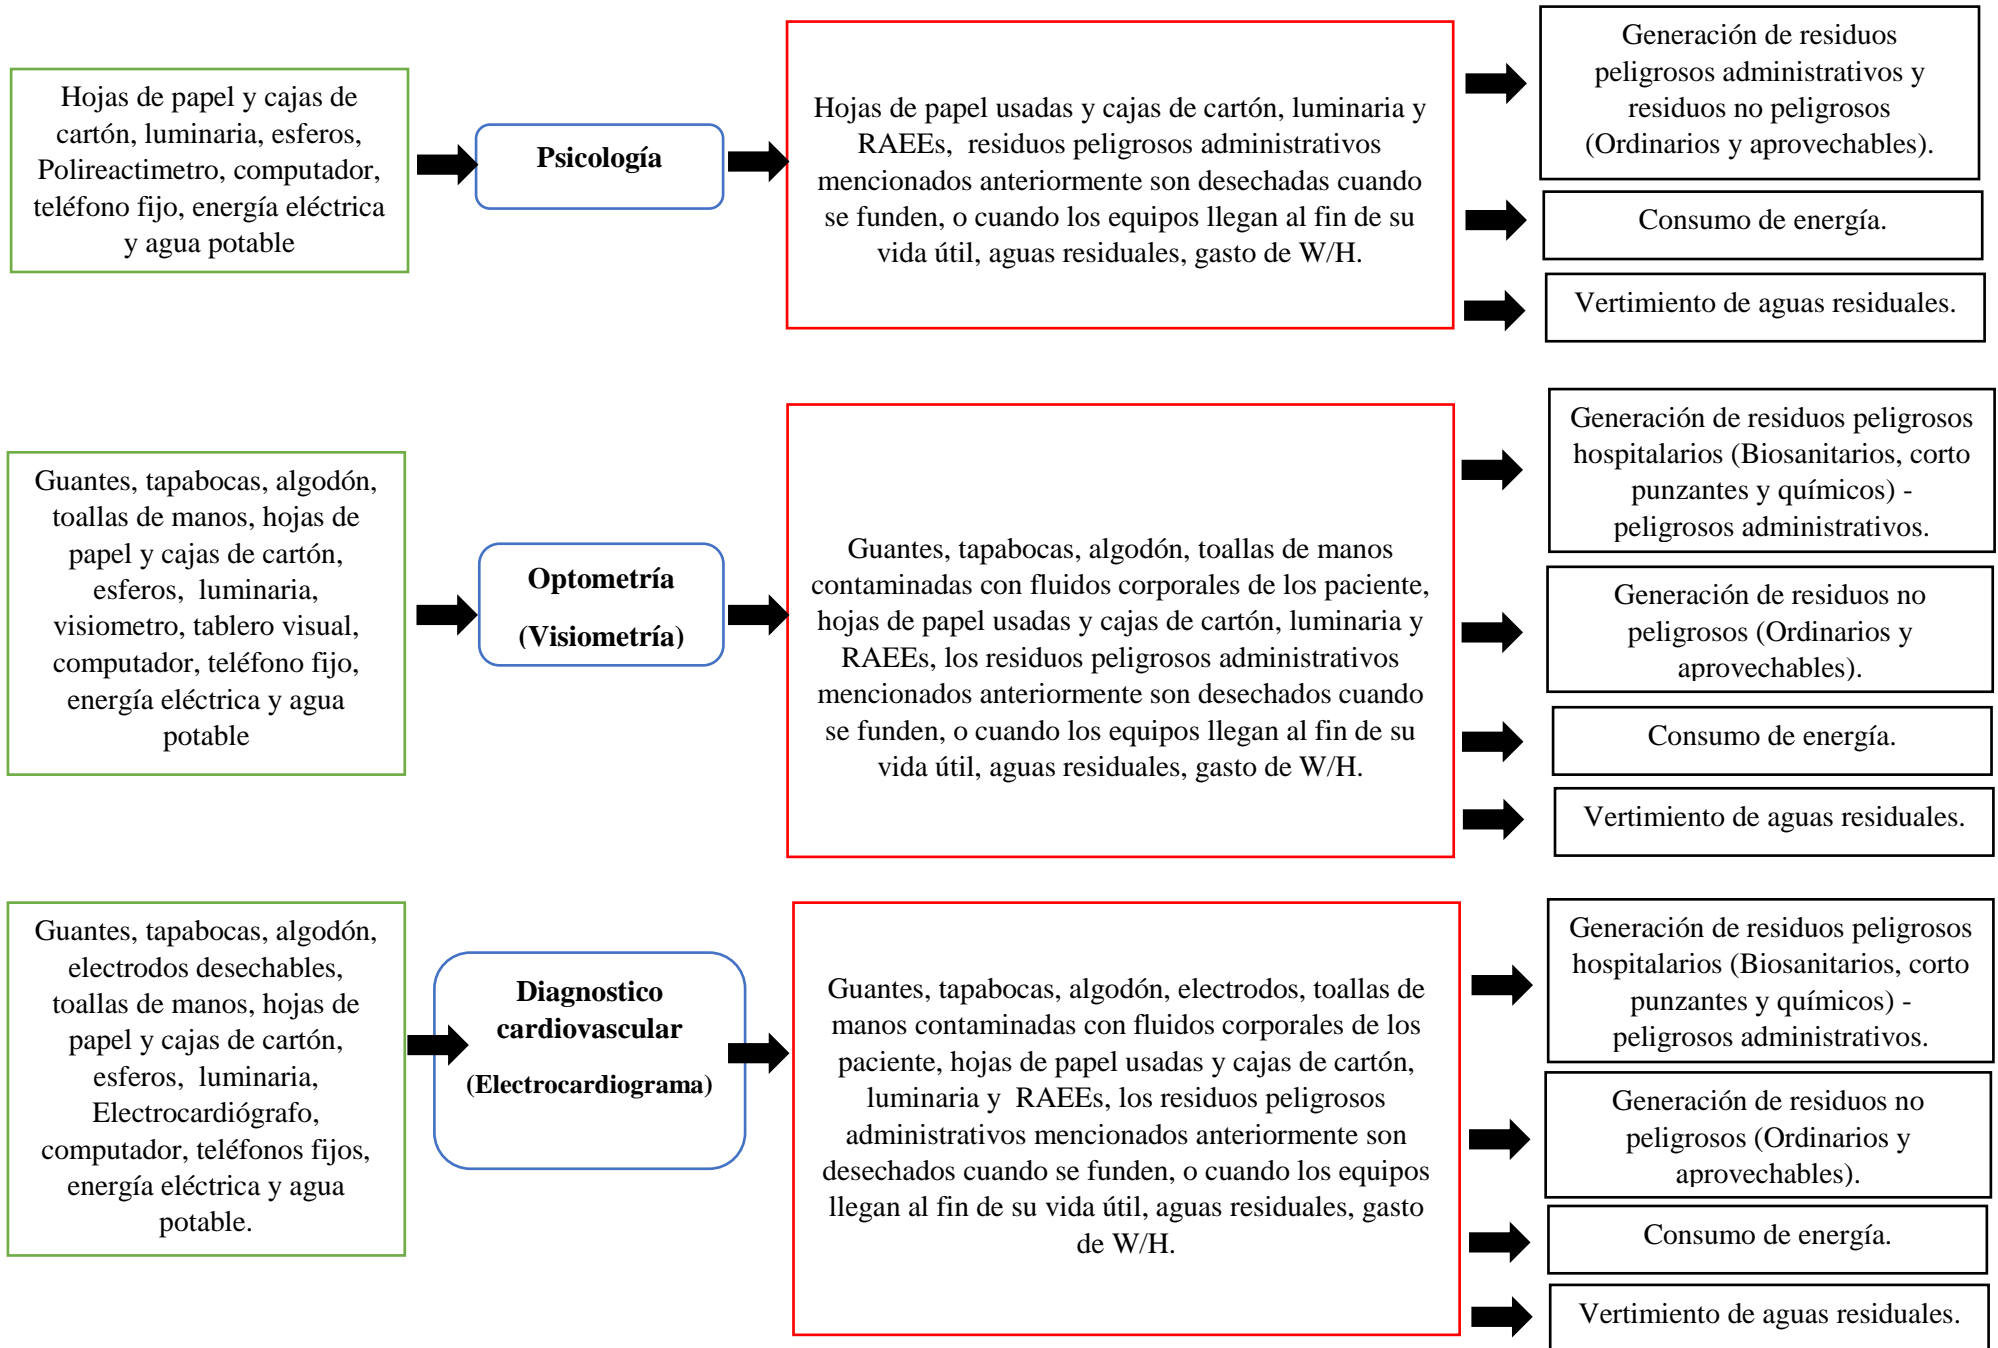 Hojas de papel y cajas de
cartón, luminaria, esferos,
Polireactimetro, computador,
teléfono fijo, energía eléctrica
y agua potable
Psicología
Hojas de papel usadas y cajas de cartón, luminaria y
RAEEs, residuos peligrosos administrativos
mencionados anteriormente son desechadas cuando
se funden, o cuando los equipos llegan al fin de su
vida útil, aguas residuales, gasto de W/H.
Generación de residuos
peligrosos administrativos y
residuos no peligrosos
(Ordinarios y aprovechables).
Consumo de energía.
Vertimiento de aguas residuales.
Guantes, tapabocas, algodón,
toallas de manos, hojas de
papel y cajas de cartón,
esferos, luminaria,
visiometro, tablero visual,
computador, teléfono fijo,
energía eléctrica y agua
potable
Optometría
(Visiometría)
Guantes, tapabocas, algodón, toallas de manos
contaminadas con fluidos corporales de los paciente,
hojas de papel usadas y cajas de cartón, luminaria y
RAEEs, los residuos peligrosos administrativos
mencionados anteriormente son desechados cuando
se funden, o cuando los equipos llegan al fin de su
vida útil, aguas residuales, gasto de W/H.
Generación de residuos peligrosos
hospitalarios (Biosanitarios, corto
punzantes y químicos) -
peligrosos administrativos.
Generación de residuos no
peligrosos (Ordinarios y
aprovechables).
Consumo de energía.
Vertimiento de aguas residuales.
Guantes, tapabocas, algodón,
electrodos desechables,
toallas de manos, hojas de
papel y cajas de cartón,
esferos, luminaria,
Electrocardiógrafo,
computador, teléfonos fijos,
energía eléctrica y agua
potable.
Diagnostico
cardiovascular
(Electrocardiograma)
Guantes, tapabocas, algodón, electrodos, toallas de
manos contaminadas con fluidos corporales de los
paciente, hojas de papel usadas y cajas de cartón,
luminaria y RAEEs, los residuos peligrosos
administrativos mencionados anteriormente son
desechados cuando se funden, o cuando los equipos
llegan al fin de su vida útil, aguas residuales, gasto
de W/H.
Generación de residuos peligrosos
hospitalarios (Biosanitarios, corto
punzantes y químicos) -
peligrosos administrativos.
Generación de residuos no
peligrosos (Ordinarios y
aprovechables).
Consumo de energía.
Vertimiento de aguas residuales.